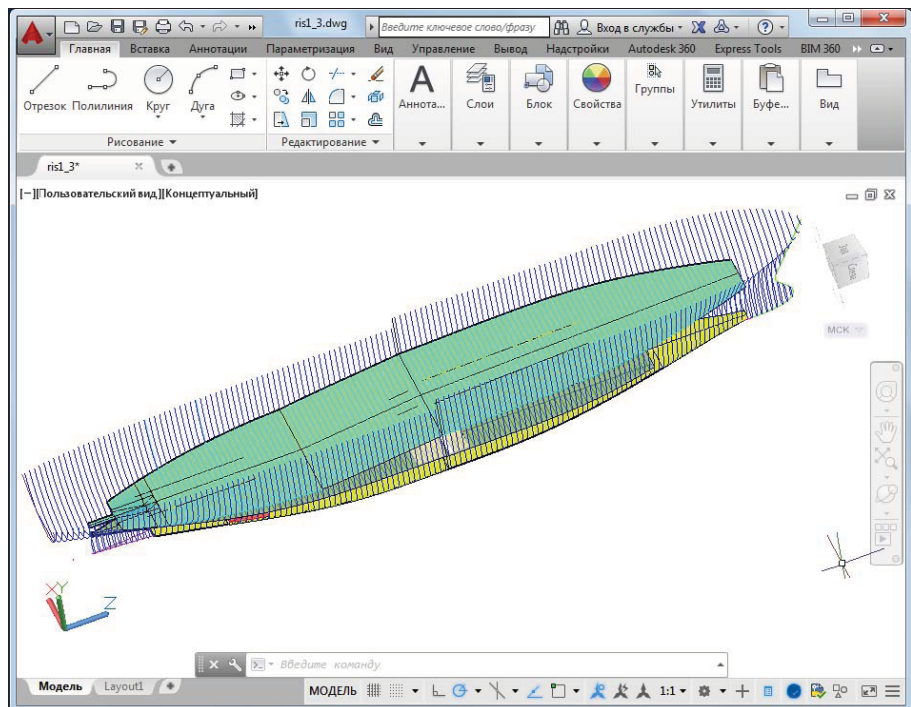 ris1_3.dwg Введите ключевое слово/фразу Вход в службы
Главная Вставка Аннотации Параметризация Вид Управление Вывод Надстройки Autodesk 360 Express Tools BIM 360
Отрезок Полилиния Круг Дуга Аннота... Слои Блок Свойства Группы Утилиты Буфе... Вид
Рисование Редактирование
ris1_3*
[−][Пользовательский вид][Концептуальный]
МСК
X Y Z
Введите команду
Модель Layout1 МОДЕЛЬ 1:1